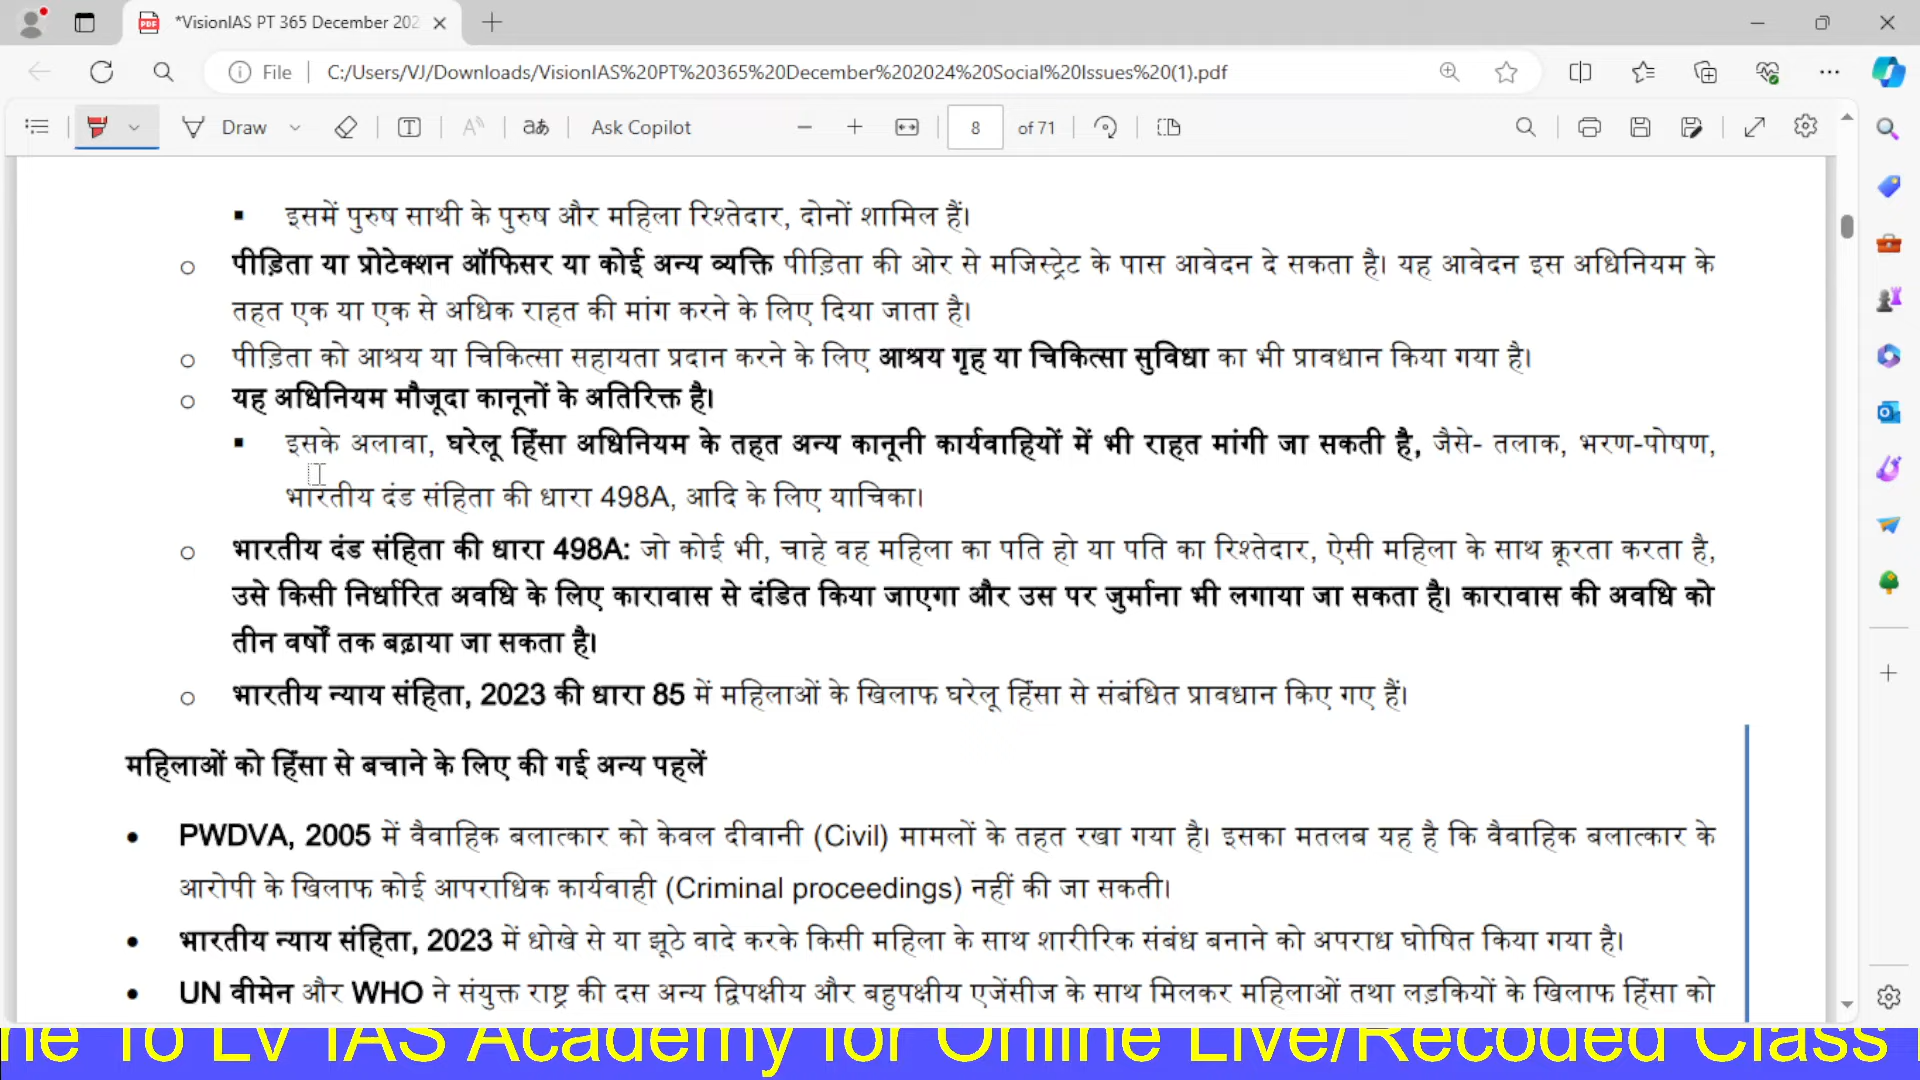 *VisionIAS PT 365 December 202
File
C:/Users/VJ/Downloads/VisionIAS%20PT%20365%20December%202024%20Social%20Issues%20(1).pdf
Draw
Ask Copilot
8
of 71
▪ इसमें पुरुष साथी के पुरुष और महिला रिश्तेदार, दोनों शामिल हैं।
○ पीड़िता या प्रोटेक्शन ऑफिसर या कोई अन्य व्यक्ति पीड़िता की ओर से मजिस्ट्रेट के पास आवेदन दे सकता है। यह आवेदन इस अधिनियम के
तहत एक या एक से अधिक राहत की मांग करने के लिए दिया जाता है।
○ पीड़िता को आश्रय या चिकित्सा सहायता प्रदान करने के लिए आश्रय गृह या चिकित्सा सुविधा का भी प्रावधान किया गया है।
○ यह अधिनियम मौजूदा कानूनों के अतिरिक्त है।
▪ इसके अलावा, घरेलू हिंसा अधिनियम के तहत अन्य कानूनी कार्यवाहियों में भी राहत मांगी जा सकती है, जैसे- तलाक, भरण-पोषण,
भारतीय दंड संहिता की धारा 498A, आदि के लिए याचिका।
○ भारतीय दंड संहिता की धारा 498A: जो कोई भी, चाहे वह महिला का पति हो या पति का रिश्तेदार, ऐसी महिला के साथ क्रूरता करता है,
उसे किसी निर्धारित अवधि के लिए कारावास से दंडित किया जाएगा और उस पर जुर्माना भी लगाया जा सकता है। कारावास की अवधि को
तीन वर्षों तक बढ़ाया जा सकता है।
○ भारतीय न्याय संहिता, 2023 की धारा 85 में महिलाओं के खिलाफ घरेलू हिंसा से संबंधित प्रावधान किए गए हैं।
महिलाओं को हिंसा से बचाने के लिए की गई अन्य पहलें
• PWDVA, 2005 में वैवाहिक बलात्कार को केवल दीवानी (Civil) मामलों के तहत रखा गया है। इसका मतलब यह है कि वैवाहिक बलात्कार के
आरोपी के खिलाफ कोई आपराधिक कार्यवाही (Criminal proceedings) नहीं की जा सकती।
• भारतीय न्याय संहिता, 2023 में धोखे से या झूठे वादे करके किसी महिला के साथ शारीरिक संबंध बनाने को अपराध घोषित किया गया है।
• UN वीमेन और WHO ने संयुक्त राष्ट्र की दस अन्य द्विपक्षीय और बहुपक्षीय एजेंसीज के साथ मिलकर महिलाओं तथा लड़कियों के खिलाफ हिंसा को
ne To LV IAS Academy for Online Live/Recoded Class